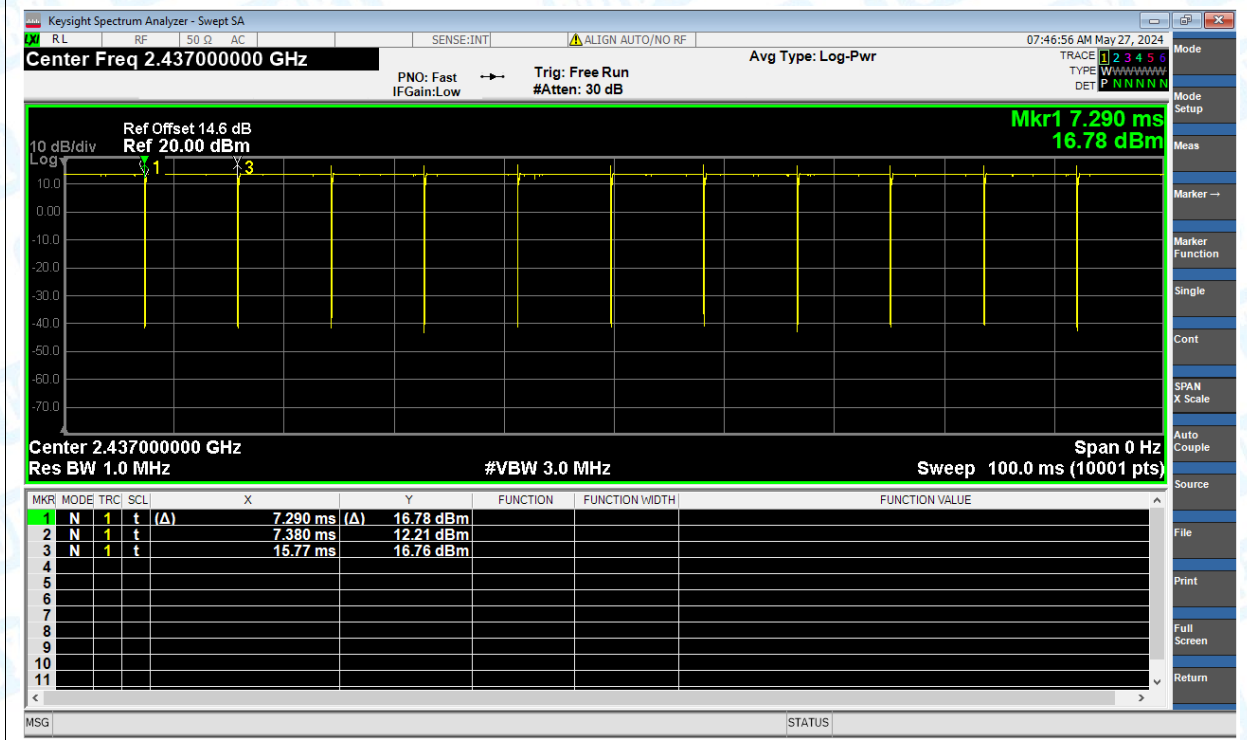 Keysight Spectrum Analyzer - Swept SA
LXI RL RF 50 Ω AC SENSE:INT ALIGN AUTO/NO RF 07:46:56 AM May 27, 2024
Center Freq 2.437000000 GHz
PNO: Fast
IFGain:Low
Trig: Free Run
#Atten: 30 dB
Avg Type: Log-Pwr
TRACE 1 2 3 4 5 6
TYPE WWWWWW
DET P N N N N N
Mkr1 7.290 ms
16.78 dBm
Ref Offset 14.6 dB
10 dB/div Ref 20.00 dBm
Log
1 3
10.0
0.00
-10.0
-20.0
-30.0
-40.0
-50.0
-60.0
-70.0
Center 2.437000000 GHz Span 0 Hz
Res BW 1.0 MHz #VBW 3.0 MHz Sweep 100.0 ms (10001 pts)
MKR MODE TRC SCL X Y FUNCTION FUNCTION WIDTH FUNCTION VALUE
1 N 1 t (Δ) 7.290 ms (Δ) 16.78 dBm
2 N 1 t 7.380 ms 12.21 dBm
3 N 1 t 15.77 ms 16.76 dBm
4
5
6
7
8
9
10
11
MSG STATUS
Mode
Mode
Setup
Meas
Marker →
Marker
Function
Single
Cont
SPAN
X Scale
Auto
Couple
Source
File
Print
Full
Screen
Return